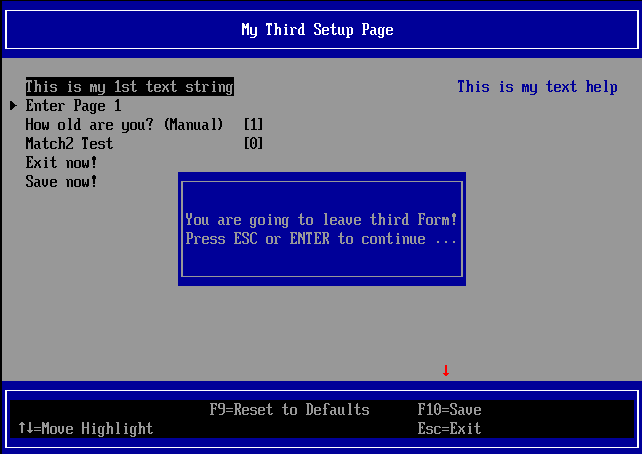 My Third Setup Page
This is my 1st text string
This is my text help
Enter Page 1
How old are you? (Manual) [1]
Match2 Test [0]
Exit now!
Save now!
You are going to leave third Form!
Press ESC or ENTER to continue ...
↓
F9=Reset to Defaults F10=Save
↑↓=Move Highlight Esc=Exit